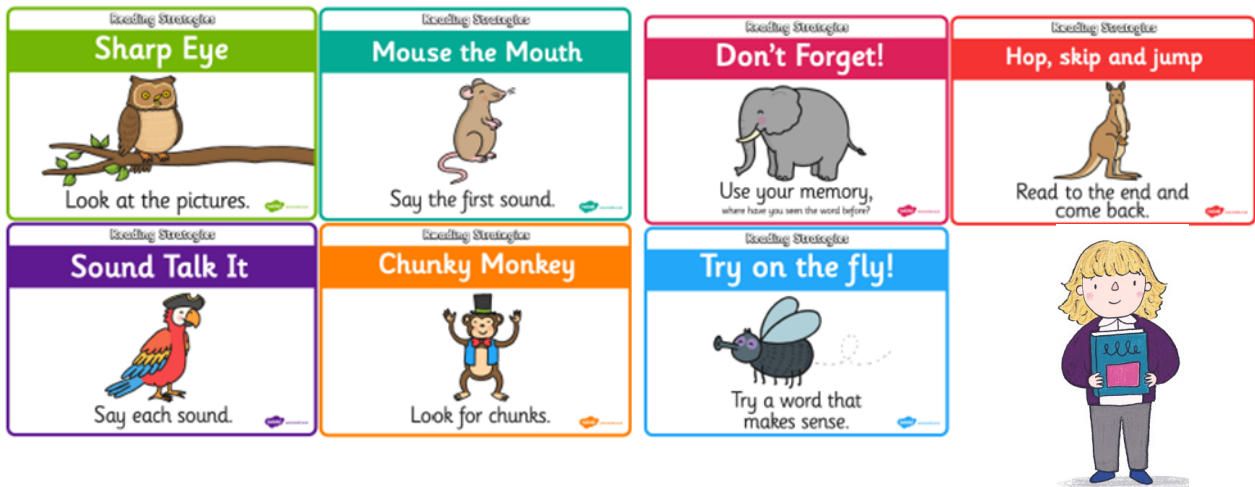 Reading Strategies
Sharp Eye
Look at the pictures.
Reading Strategies
Mouse the Mouth
Say the first sound.
Reading Strategies
Don't Forget!
Use your memory,
where have you seen the word before?
Reading Strategies
Hop, skip and jump
Read to the end and
come back.
Reading Strategies
Sound Talk It
Say each sound.
Reading Strategies
Chunky Monkey
Look for chunks.
Reading Strategies
Try on the fly!
Try a word that
makes sense.